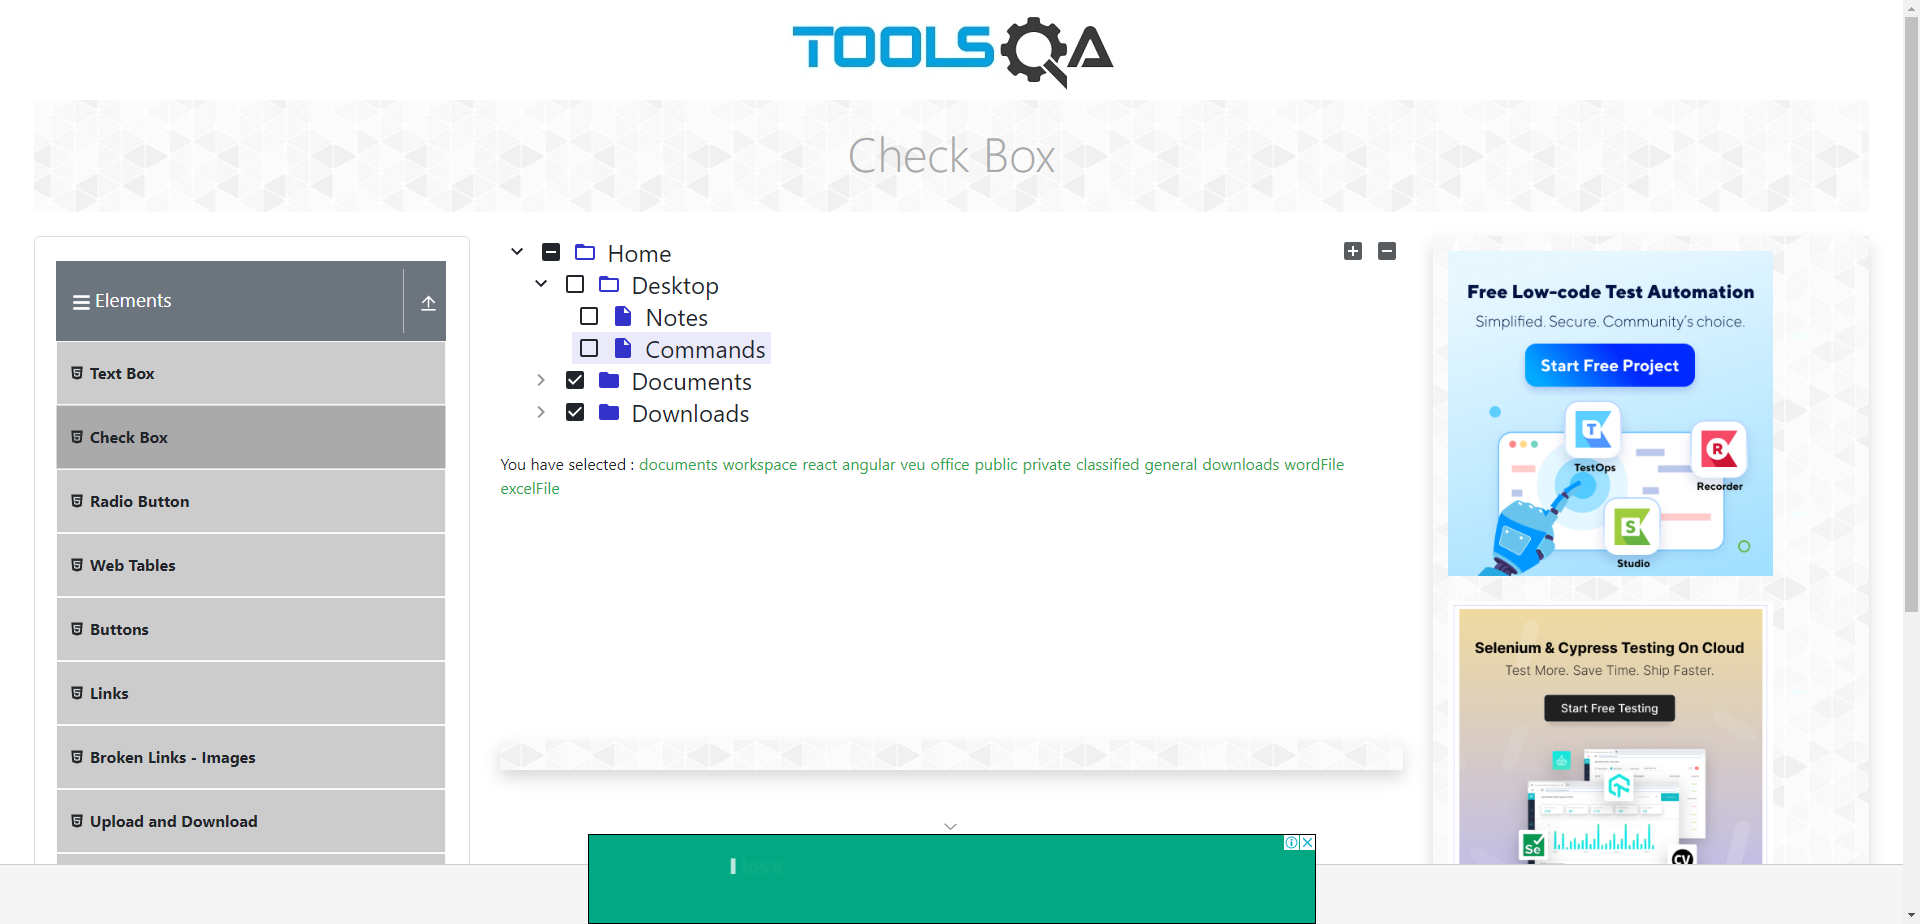 TOOLSQA
Check Box
Elements
Text Box
Check Box
Radio Button
Web Tables
Buttons
Links
Broken Links - Images
Upload and Download
Home
Desktop
Notes
Commands
Documents
Downloads
You have selected : documents workspace react angular veu office public private classified general downloads wordFile
excelFile
Free Low-code Test Automation
Simplified. Secure. Community's choice.
Start Free Project
T
TestOps
R
Recorder
S
Studio
Selenium & Cypress Testing On Cloud
Test More. Save Time. Ship Faster.
Start Free Testing
Se
CY
I love